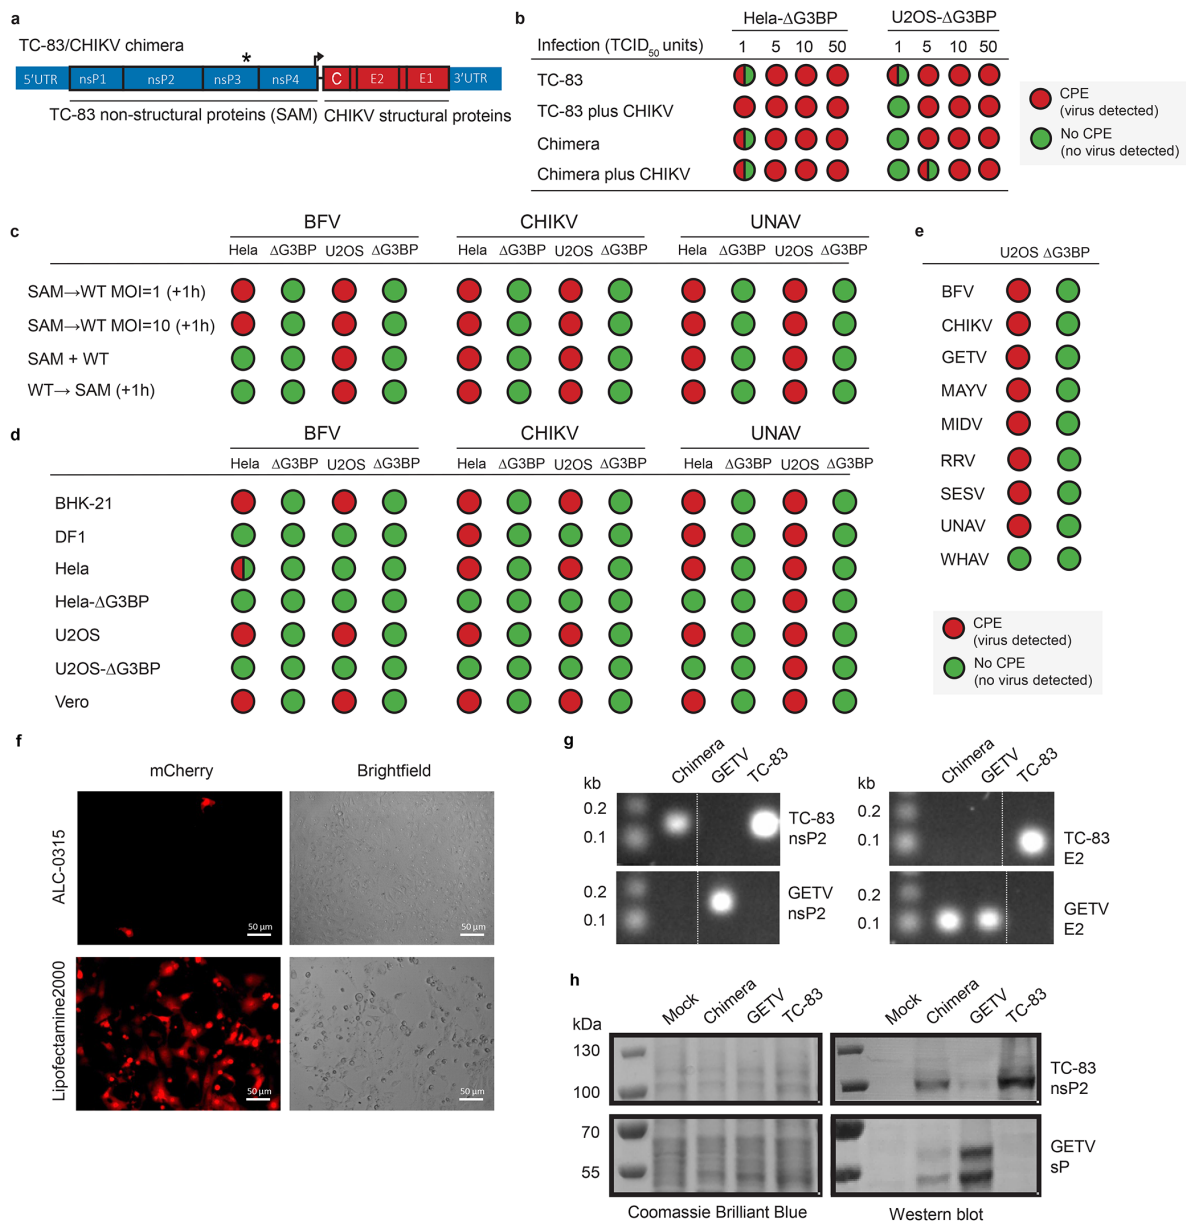 a
TC-83/CHIKV chimera
*
5'UTR nsP1 nsP2 nsP3 nsP4 C E2 E1 3'UTR
TC-83 non-structural proteins (SAM) CHIKV structural proteins
b
Hela-ΔG3BP U2OS-ΔG3BP
Infection (TCID50 units) 1 5 10 50 1 5 10 50
TC-83
TC-83 plus CHIKV
Chimera
Chimera plus CHIKV
CPE
(virus detected)
No CPE
(no virus detected)
c
BFV CHIKV UNAV
Hela ΔG3BP U2OS ΔG3BP Hela ΔG3BP U2OS ΔG3BP Hela ΔG3BP U2OS ΔG3BP
SAM→WT MOI=1 (+1h)
SAM→WT MOI=10 (+1h)
SAM + WT
WT→ SAM (+1h)
d
BFV CHIKV UNAV
Hela ΔG3BP U2OS ΔG3BP Hela ΔG3BP U2OS ΔG3BP Hela ΔG3BP U2OS ΔG3BP
BHK-21
DF1
Hela
Hela-ΔG3BP
U2OS
U2OS-ΔG3BP
Vero
e
U2OS ΔG3BP
BFV
CHIKV
GETV
MAYV
MIDV
RRV
SESV
UNAV
WHAV
CPE
(virus detected)
No CPE
(no virus detected)
f
mCherry Brightfield
ALC-0315
50 µm 50 µm
Lipofectamine2000
50 µm 50 µm
g
kb Chimera GETV TC-83
0.2
0.1
TC-83
nsP2
0.2
0.1
GETV
nsP2
kb Chimera GETV TC-83
0.2
0.1
TC-83
E2
0.2
0.1
GETV
E2
h
kDa Mock Chimera GETV TC-83 Mock Chimera GETV TC-83
130
100
TC-83
nsP2
70
55
GETV
sP
Coomassie Brilliant Blue Western blot